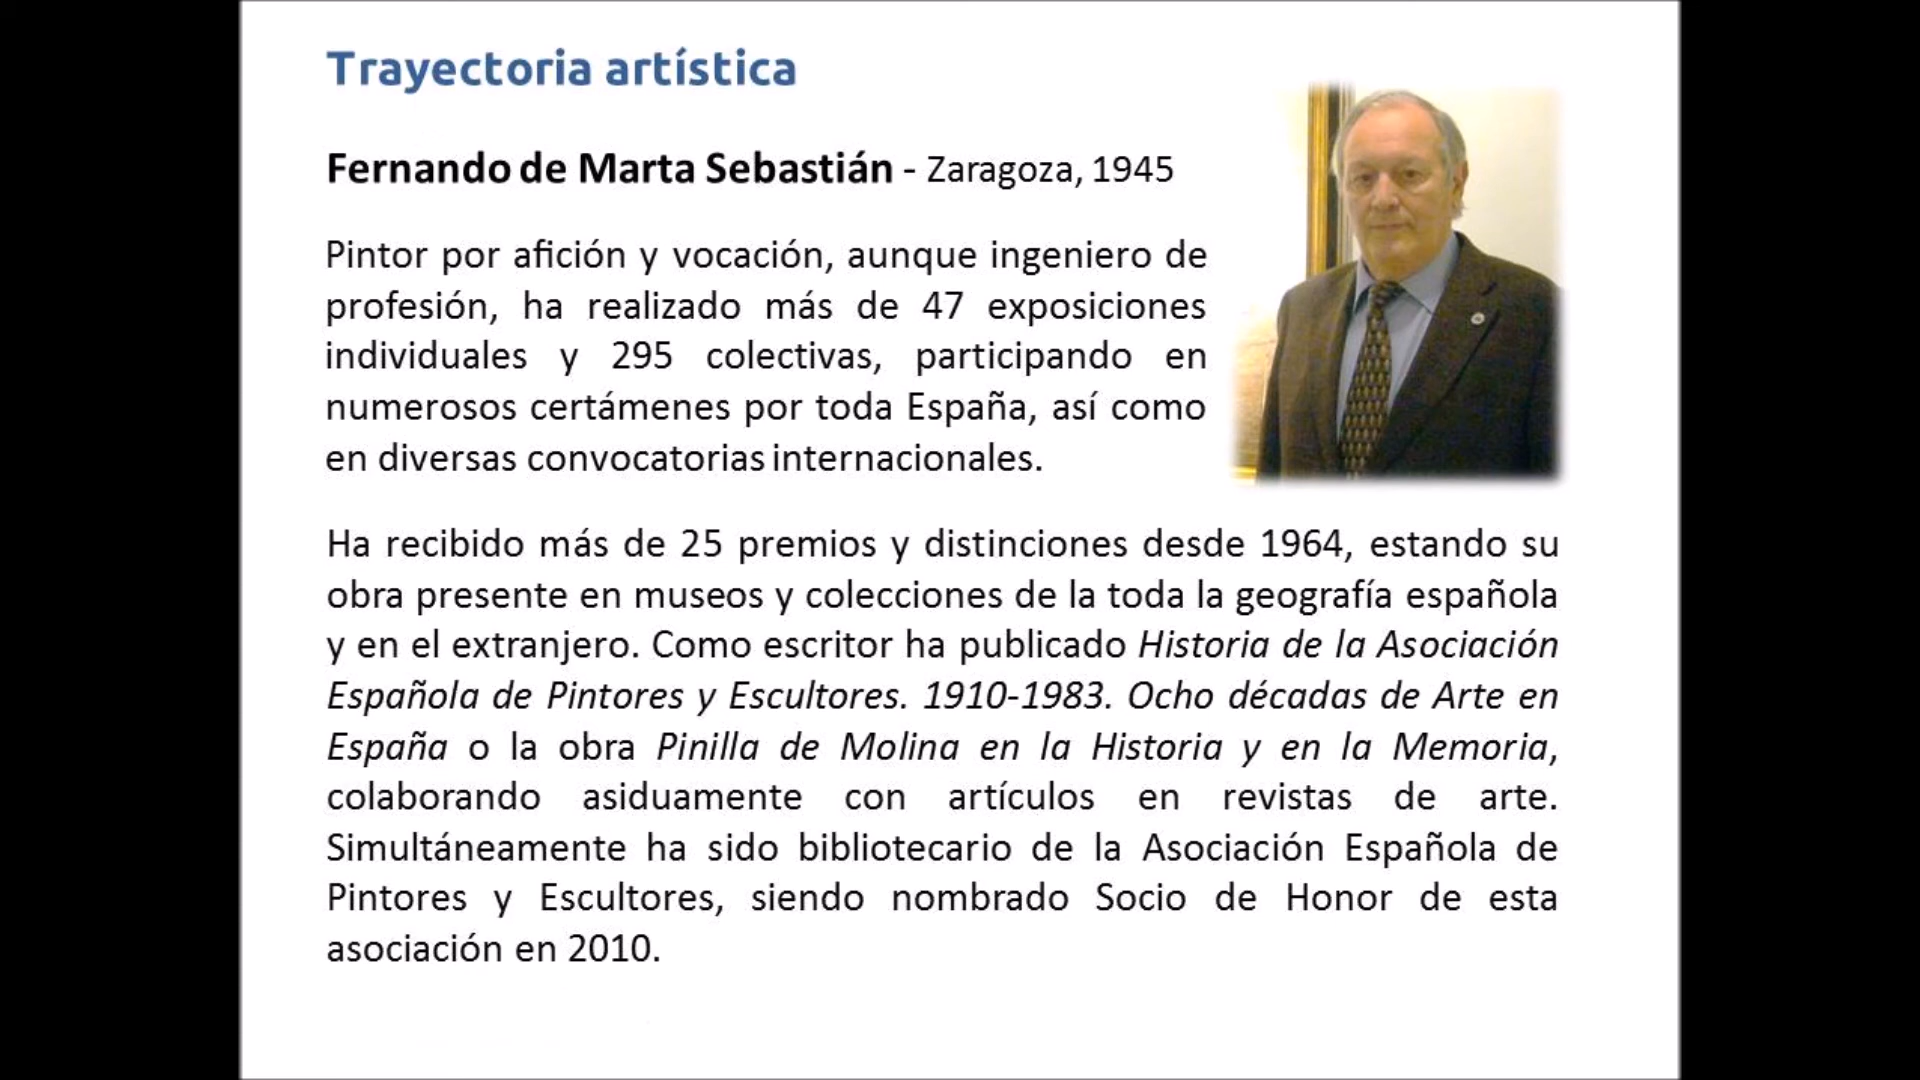 Trayectoria artística
Fernando de Marta Sebastián - Zaragoza, 1945
Pintor por afición y vocación, aunque ingeniero de
profesión, ha realizado más de 47 exposiciones
individuales y 295 colectivas, participando en
numerosos certámenes por toda España, así como
en diversas convocatorias internacionales.
Ha recibido más de 25 premios y distinciones desde 1964, estando su
obra presente en museos y colecciones de la toda la geografía española
y en el extranjero. Como escritor ha publicado Historia de la Asociación
Española de Pintores y Escultores. 1910-1983. Ocho décadas de Arte en
España o la obra Pinilla de Molina en la Historia y en la Memoria,
colaborando asiduamente con artículos en revistas de arte.
Simultáneamente ha sido bibliotecario de la Asociación Española de
Pintores y Escultores, siendo nombrado Socio de Honor de esta
asociación en 2010.